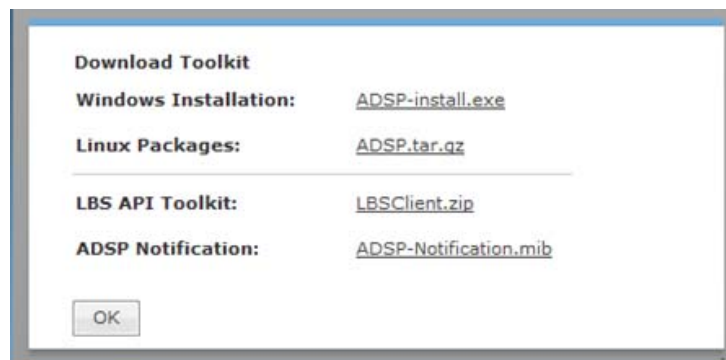 Download Toolkit
Windows Installation: ADSP-install.exe
Linux Packages: ADSP.tar.gz
LBS API Toolkit: LBSClient.zip
ADSP Notification: ADSP-Notification.mib
OK